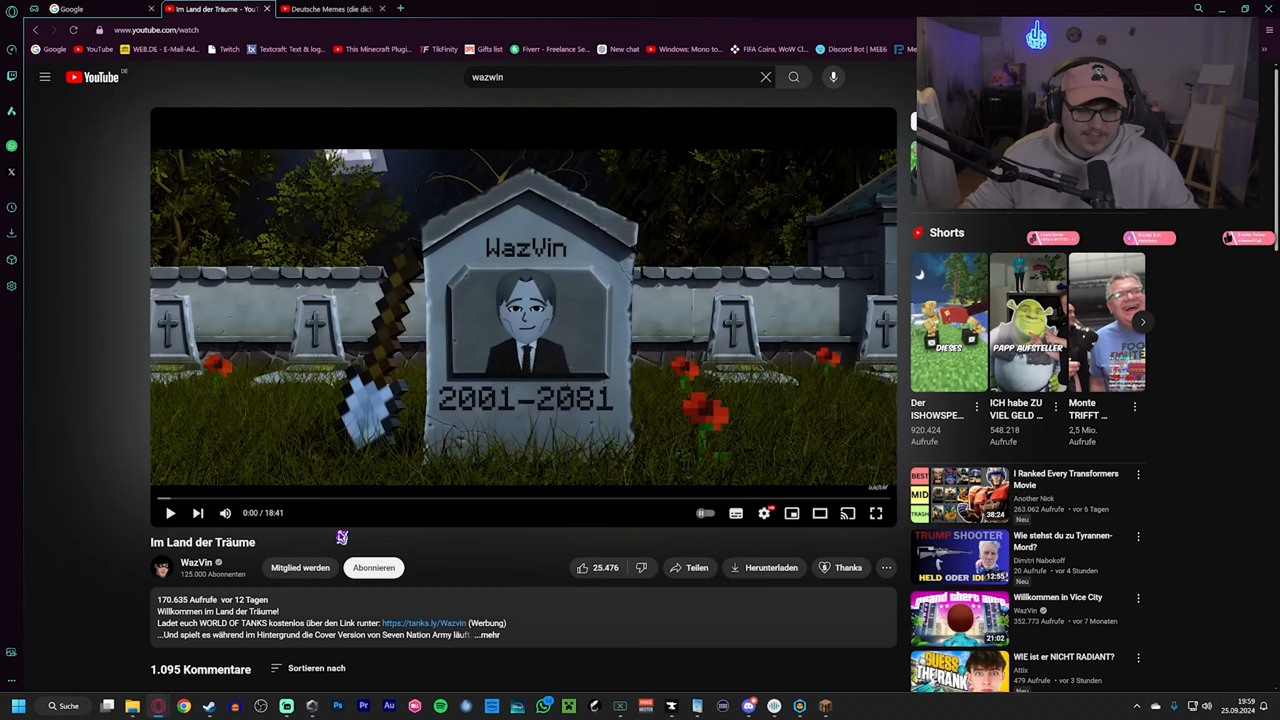 Google
Im Land der Träume - YouT
Deutsche Memes (die dich
www.youtube.com/watch
Google
YouTube
WEB.DE - E-Mail-Ad...
Twitch
Textcraft: Text & log...
This Minecraft Plugi...
TikFinity
Gifts list
Fiverr - Freelance Se...
New chat
Windows: Mono to...
FIFA Coins, WoW Cl...
Discord Bot | MEE6
YouTube DE
wazwin
WazVin
2001-2081
WazVin
0:00 / 18:41
Im Land der Träume
WazVin
125.000 Abonnenten
Mitglied werden
Abonnieren
25.476
Teilen
Herunterladen
Thanks
170.635 Aufrufe vor 12 Tagen
Willkommen im Land der Träume!
Ladet euch WORLD OF TANKS kostenlos über den Link runter: https://tanks.ly/Wazvin (Werbung)
...Und spielt es während im Hintergrund die Cover Version von Seven Nation Army läuft. ...mehr
1.095 Kommentare
Sortieren nach
Shorts
DIESES
PAPP AUFSTELLER
Der
ISHOWSPE...
920.424
Aufrufe
ICH habe ZU
VIEL GELD ...
548.218
Aufrufe
Monte
TRIFFT ...
2,5 Mio.
Aufrufe
BEST
MID
TRASH
38:24
I Ranked Every Transformers
Movie
Another Nick
263.062 Aufrufe • vor 6 Tagen
Neu
TRUMP SHOOTER
HELD ODER
12:55
Wie stehst du zu Tyrannen-
Mord?
Dimitri Nabokoff
20 Aufrufe • vor 4 Stunden
Neu
21:02
Willkommen in Vice City
WazVin
352.773 Aufrufe • vor 7 Monaten
GUESS
THE RANK
WIE ist er NICHT RADIANT?
Attix
479 Aufrufe • vor 3 Stunden
Suche
19:59
25.09.2024